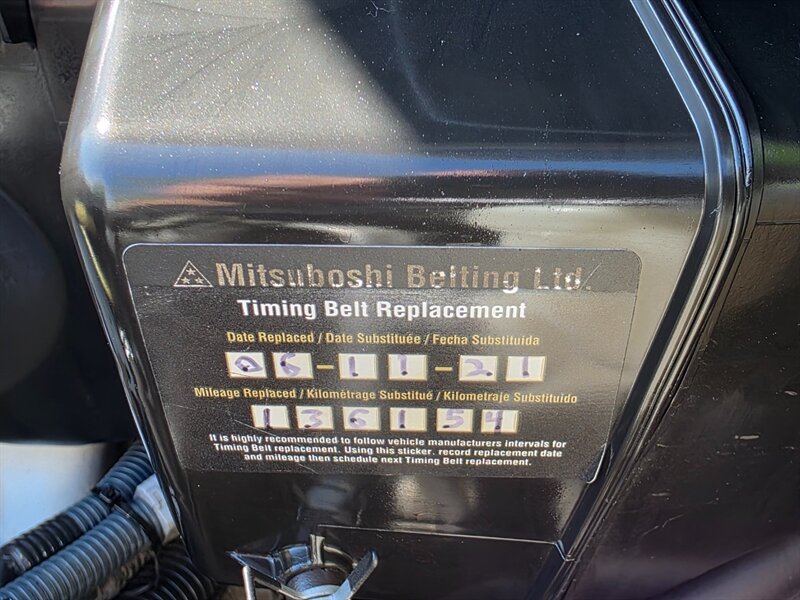 Mitsuboshi Belting Ltd.
Timing Belt Replacement
Date Replaced / Date Substituée / Fecha Substituida
06-11-21
Mileage Replaced / Kilométrage Substitué / Kilometraje Substituido
136154
It is highly recommended to follow vehicle manufacturers intervals for
Timing Belt replacement. Using this sticker, record replacement date
and mileage then schedule next Timing Belt replacement.